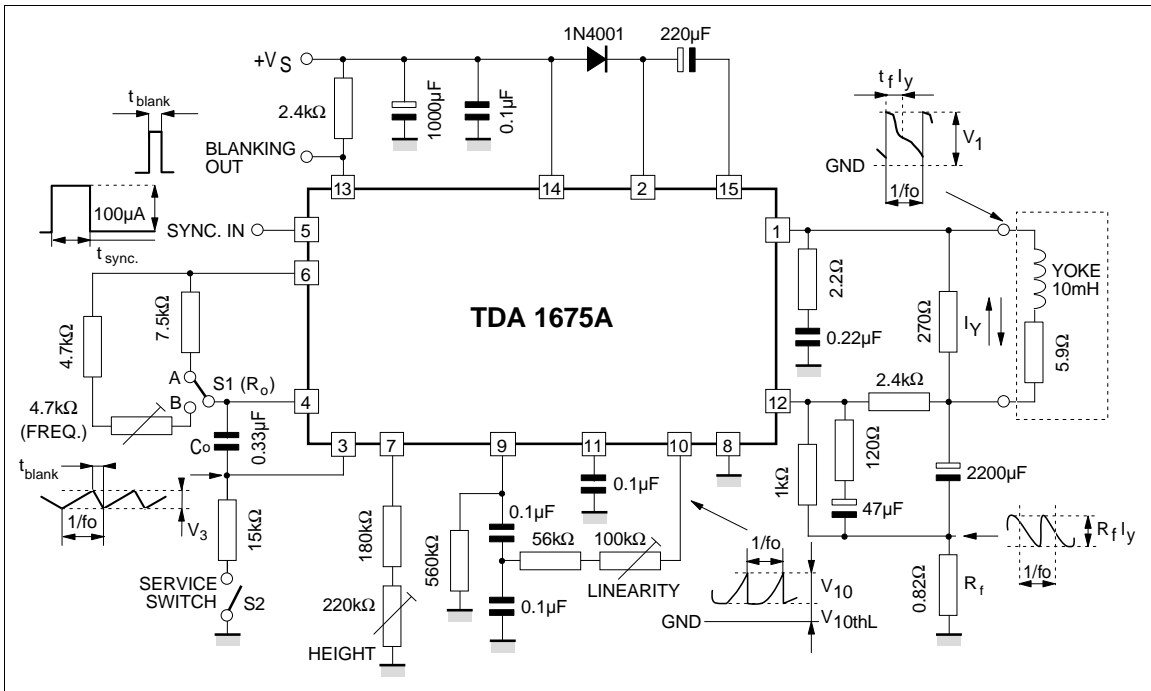 1N4001
220µF
+VS
tblank
2.4kΩ
1000µF
0.1µF
BLANKING
OUT
tf Iy
V1
GND
1/fo
13
14
2
15
100µA
SYNC. IN
5
tsync.
1
6
YOKE
10mH
TDA 1675A
7.5kΩ
4.7kΩ
2.2Ω
0.22µF
270Ω
IY
5.9Ω
A
S1 (Ro)
B
4
12
2.4kΩ
4.7kΩ
(FREQ.)
Co
0.33µF
3
7
9
11
10
8
tblank
1/fo
V3
15kΩ
180kΩ
560kΩ
0.1µF
0.1µF
1kΩ
120Ω
47µF
2200µF
56kΩ
100kΩ
LINEARITY
1/fo
Rf Iy
1/fo
SERVICE
SWITCH
S2
220kΩ
HEIGHT
0.1µF
V10
GND
V10thL
0.82Ω
Rf